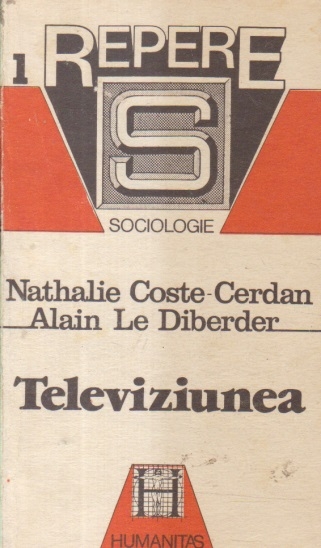 1 REPERE
S
SOCIOLOGIE
Nathalie Coste-Cerdan
Alain Le Diberder
Televiziunea
H
HUMANITAS